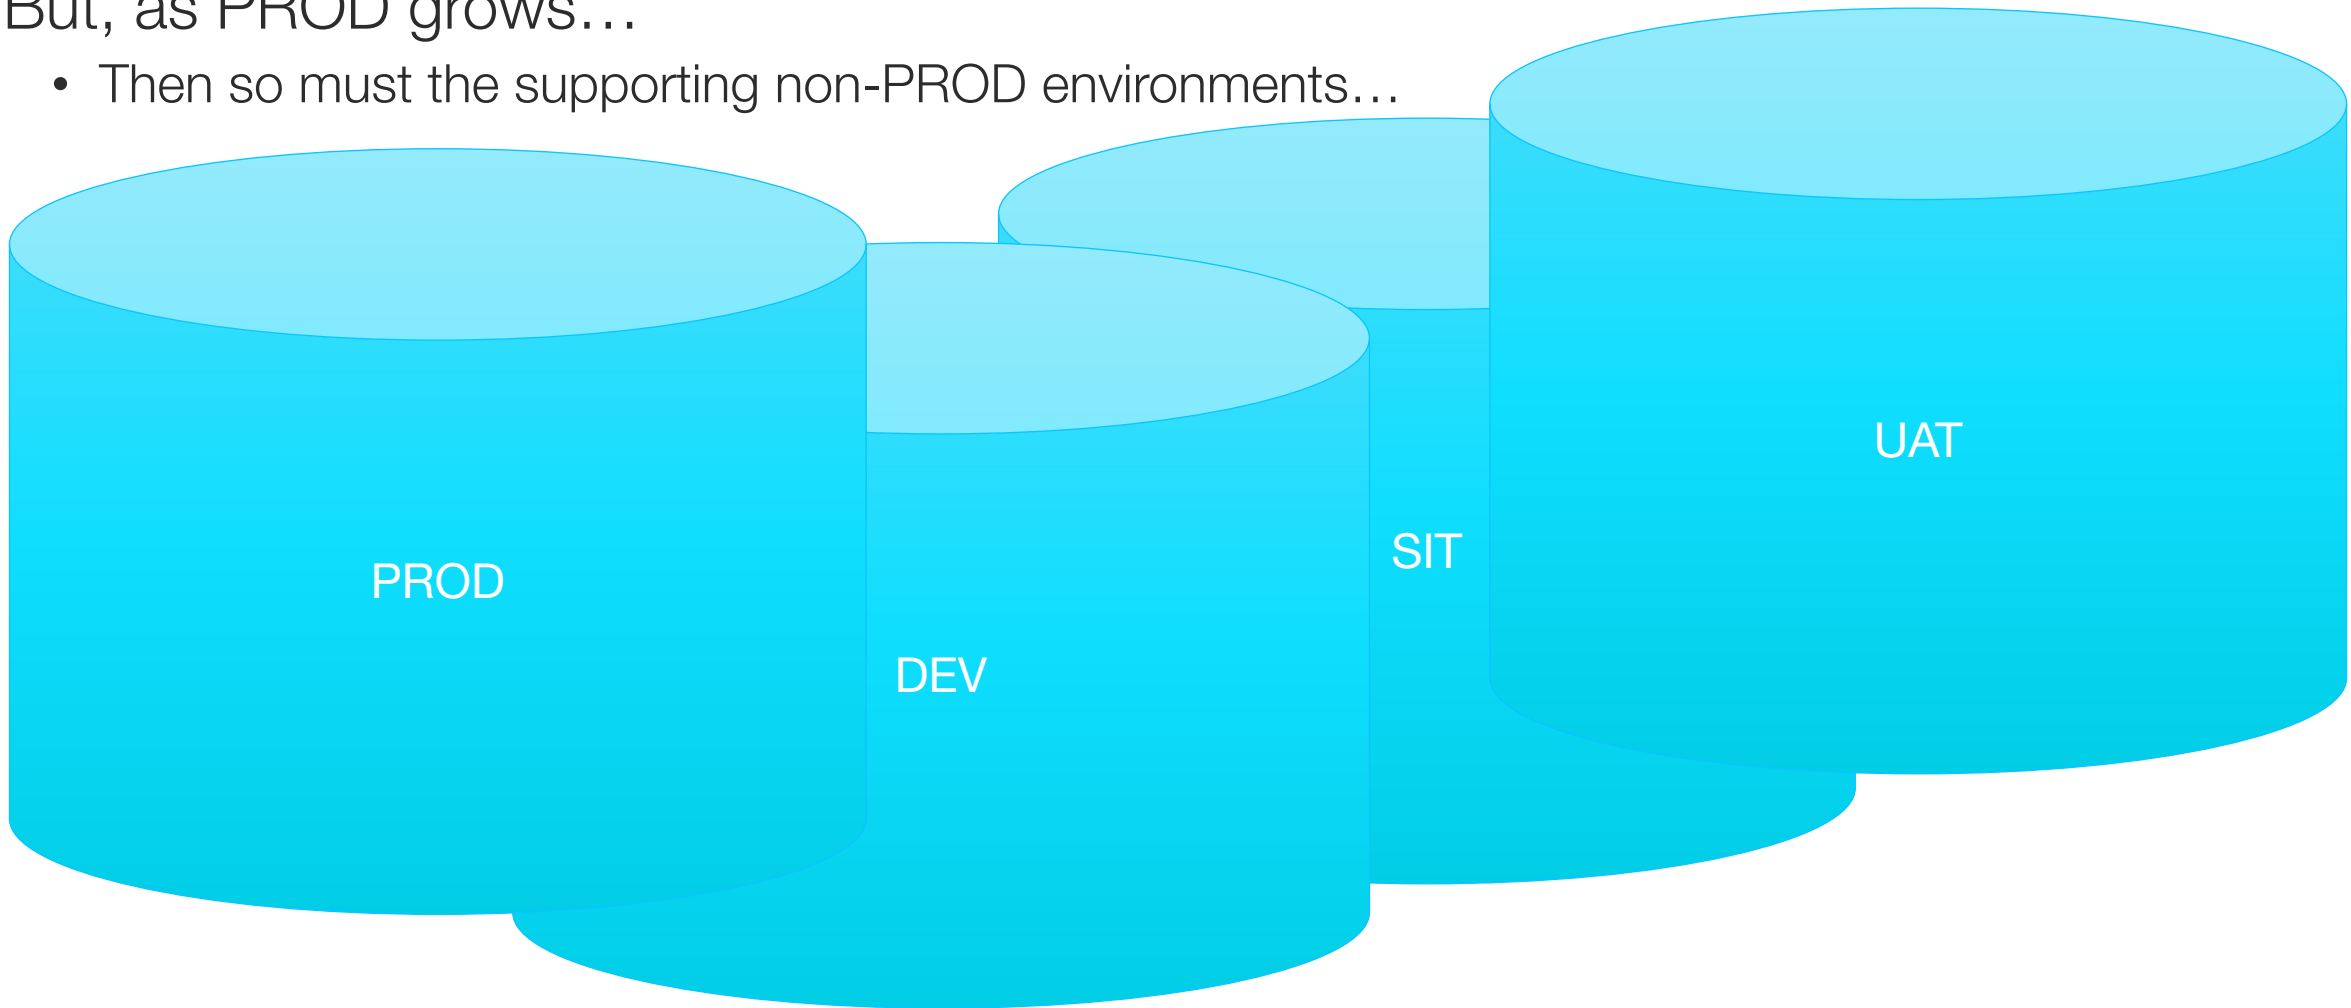 But, as PROD grows…
• Then so must the supporting non-PROD environments…
UAT
SIT
PROD
DEV